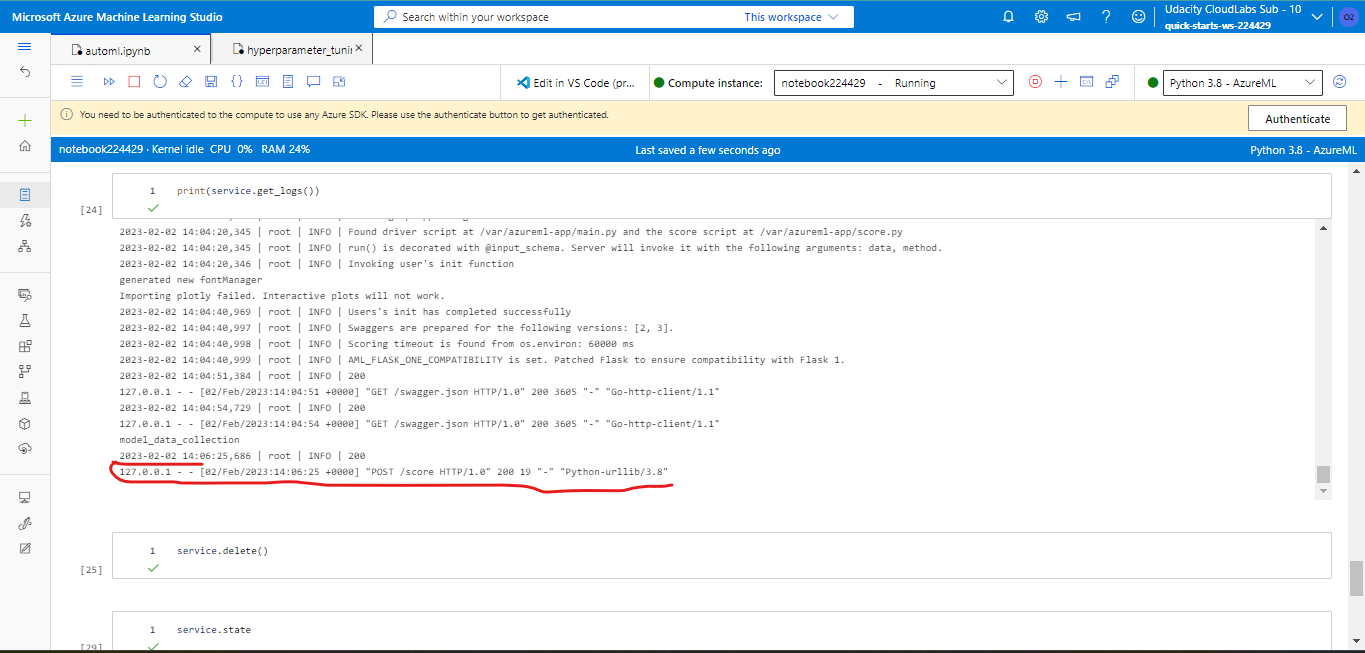 Microsoft Azure Machine Learning Studio
Search within your workspace
This workspace
Udacity CloudLabs Sub - 10
quick-starts-ws-224429
O2
automl.ipynb
hyperparameter_tunin
Edit in VS Code (pr...
Compute instance:
notebook224429 - Running
Python 3.8 - AzureML
You need to be authenticated to the compute to use any Azure SDK. Please use the authenticate button to get authenticated.
Authenticate
notebook224429 · Kernel idle CPU 0% RAM 24%
Last saved a few seconds ago
Python 3.8 - AzureML
1 print(service.get_logs())
[24]
2023-02-02 14:04:20,345 | root | INFO | Found driver script at /var/azureml-app/main.py and the score script at /var/azureml-app/score.py
2023-02-02 14:04:20,345 | root | INFO | run() is decorated with @input_schema. Server will invoke it with the following arguments: data, method.
2023-02-02 14:04:20,346 | root | INFO | Invoking user's init function
generated new fontManager
Importing plotly failed. Interactive plots will not work.
2023-02-02 14:04:40,969 | root | INFO | Users's init has completed successfully
2023-02-02 14:04:40,997 | root | INFO | Swaggers are prepared for the following versions: [2, 3].
2023-02-02 14:04:40,998 | root | INFO | Scoring timeout is found from os.environ: 60000 ms
2023-02-02 14:04:40,999 | root | INFO | AML_FLASK_ONE_COMPATIBILITY is set. Patched Flask to ensure compatibility with Flask 1.
2023-02-02 14:04:51,384 | root | INFO | 200
127.0.0.1 - - [02/Feb/2023:14:04:51 +0000] "GET /swagger.json HTTP/1.0" 200 3605 "-" "Go-http-client/1.1"
2023-02-02 14:04:54,729 | root | INFO | 200
127.0.0.1 - - [02/Feb/2023:14:04:54 +0000] "GET /swagger.json HTTP/1.0" 200 3605 "-" "Go-http-client/1.1"
model_data_collection
2023-02-02 14:06:25,686 | root | INFO | 200
127.0.0.1 - - [02/Feb/2023:14:06:25 +0000] "POST /score HTTP/1.0" 200 19 "-" "Python-urllib/3.8"
1 service.delete()
[25]
1 service.state
[29]